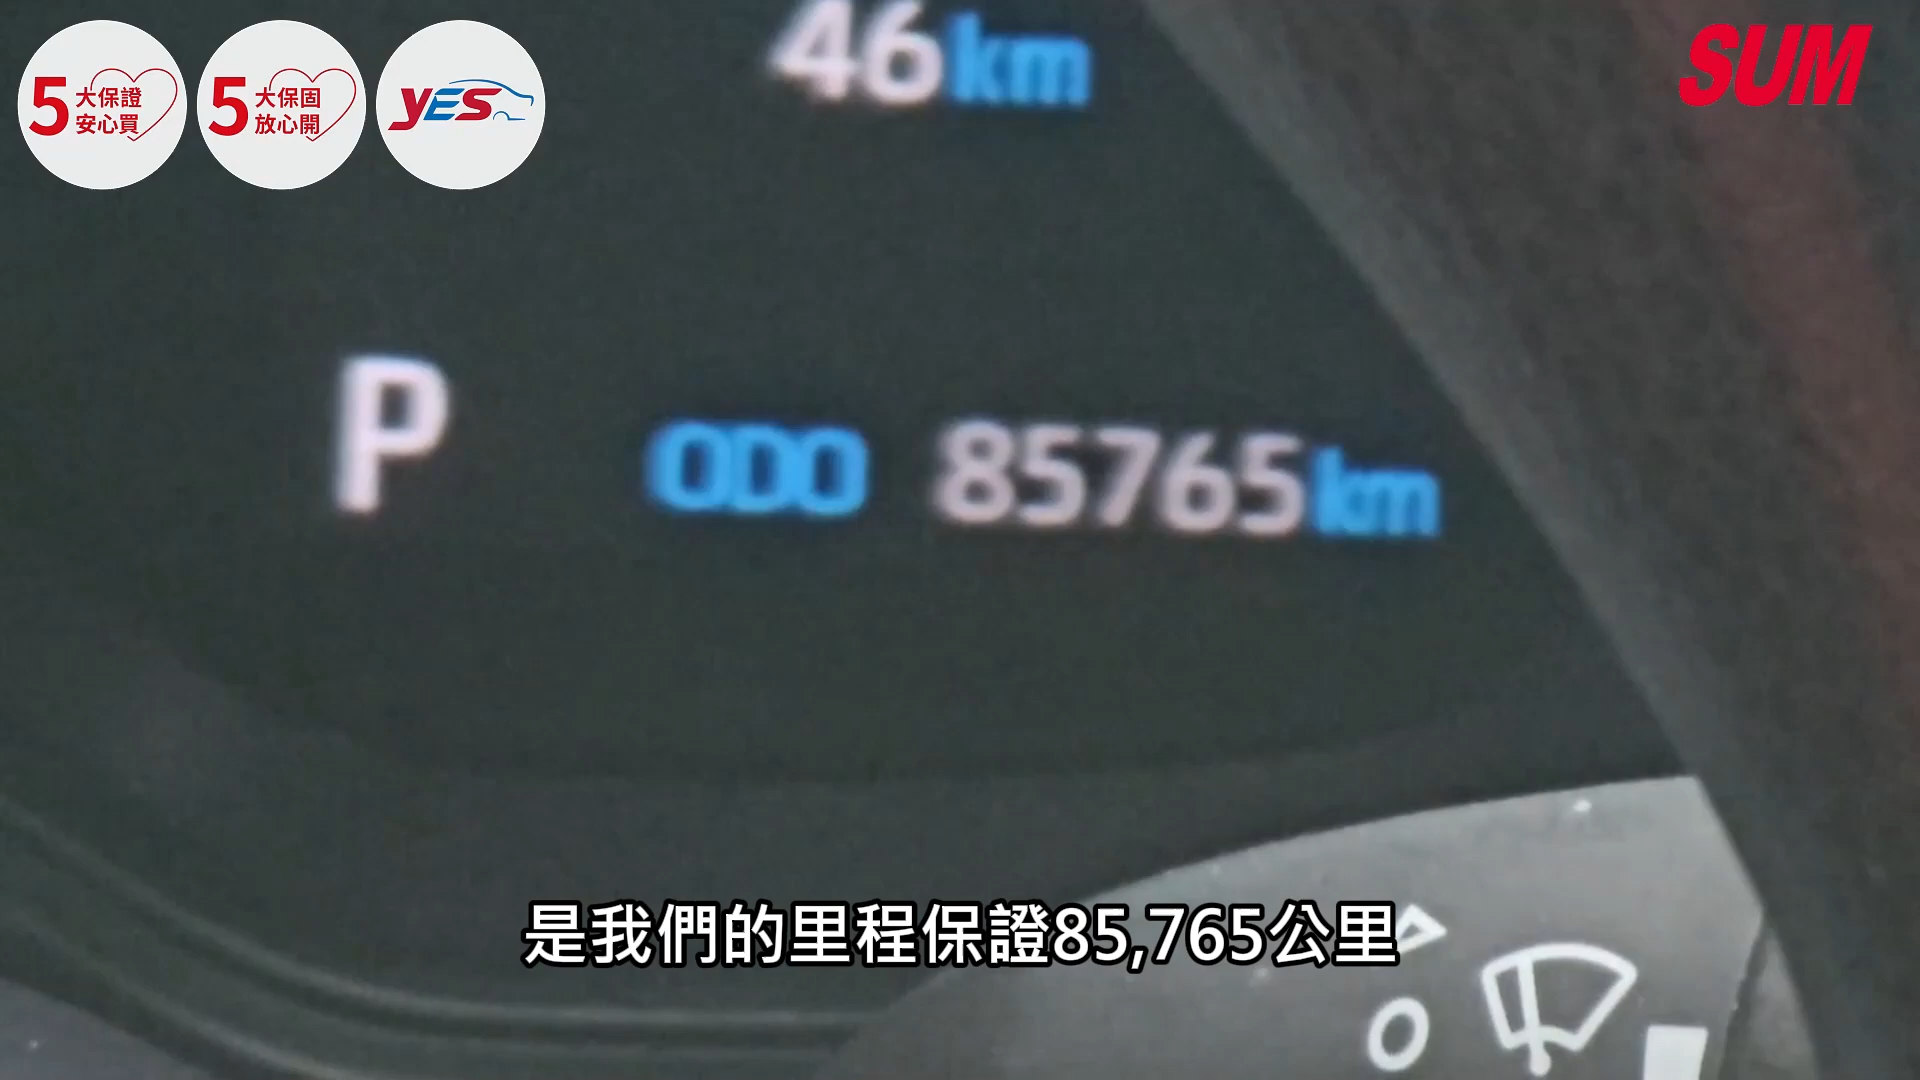 5大保證
安心買
5大保固
放心開
YES
SUM
46km
P ODO 85765km
是我們的里程保證85,765公里